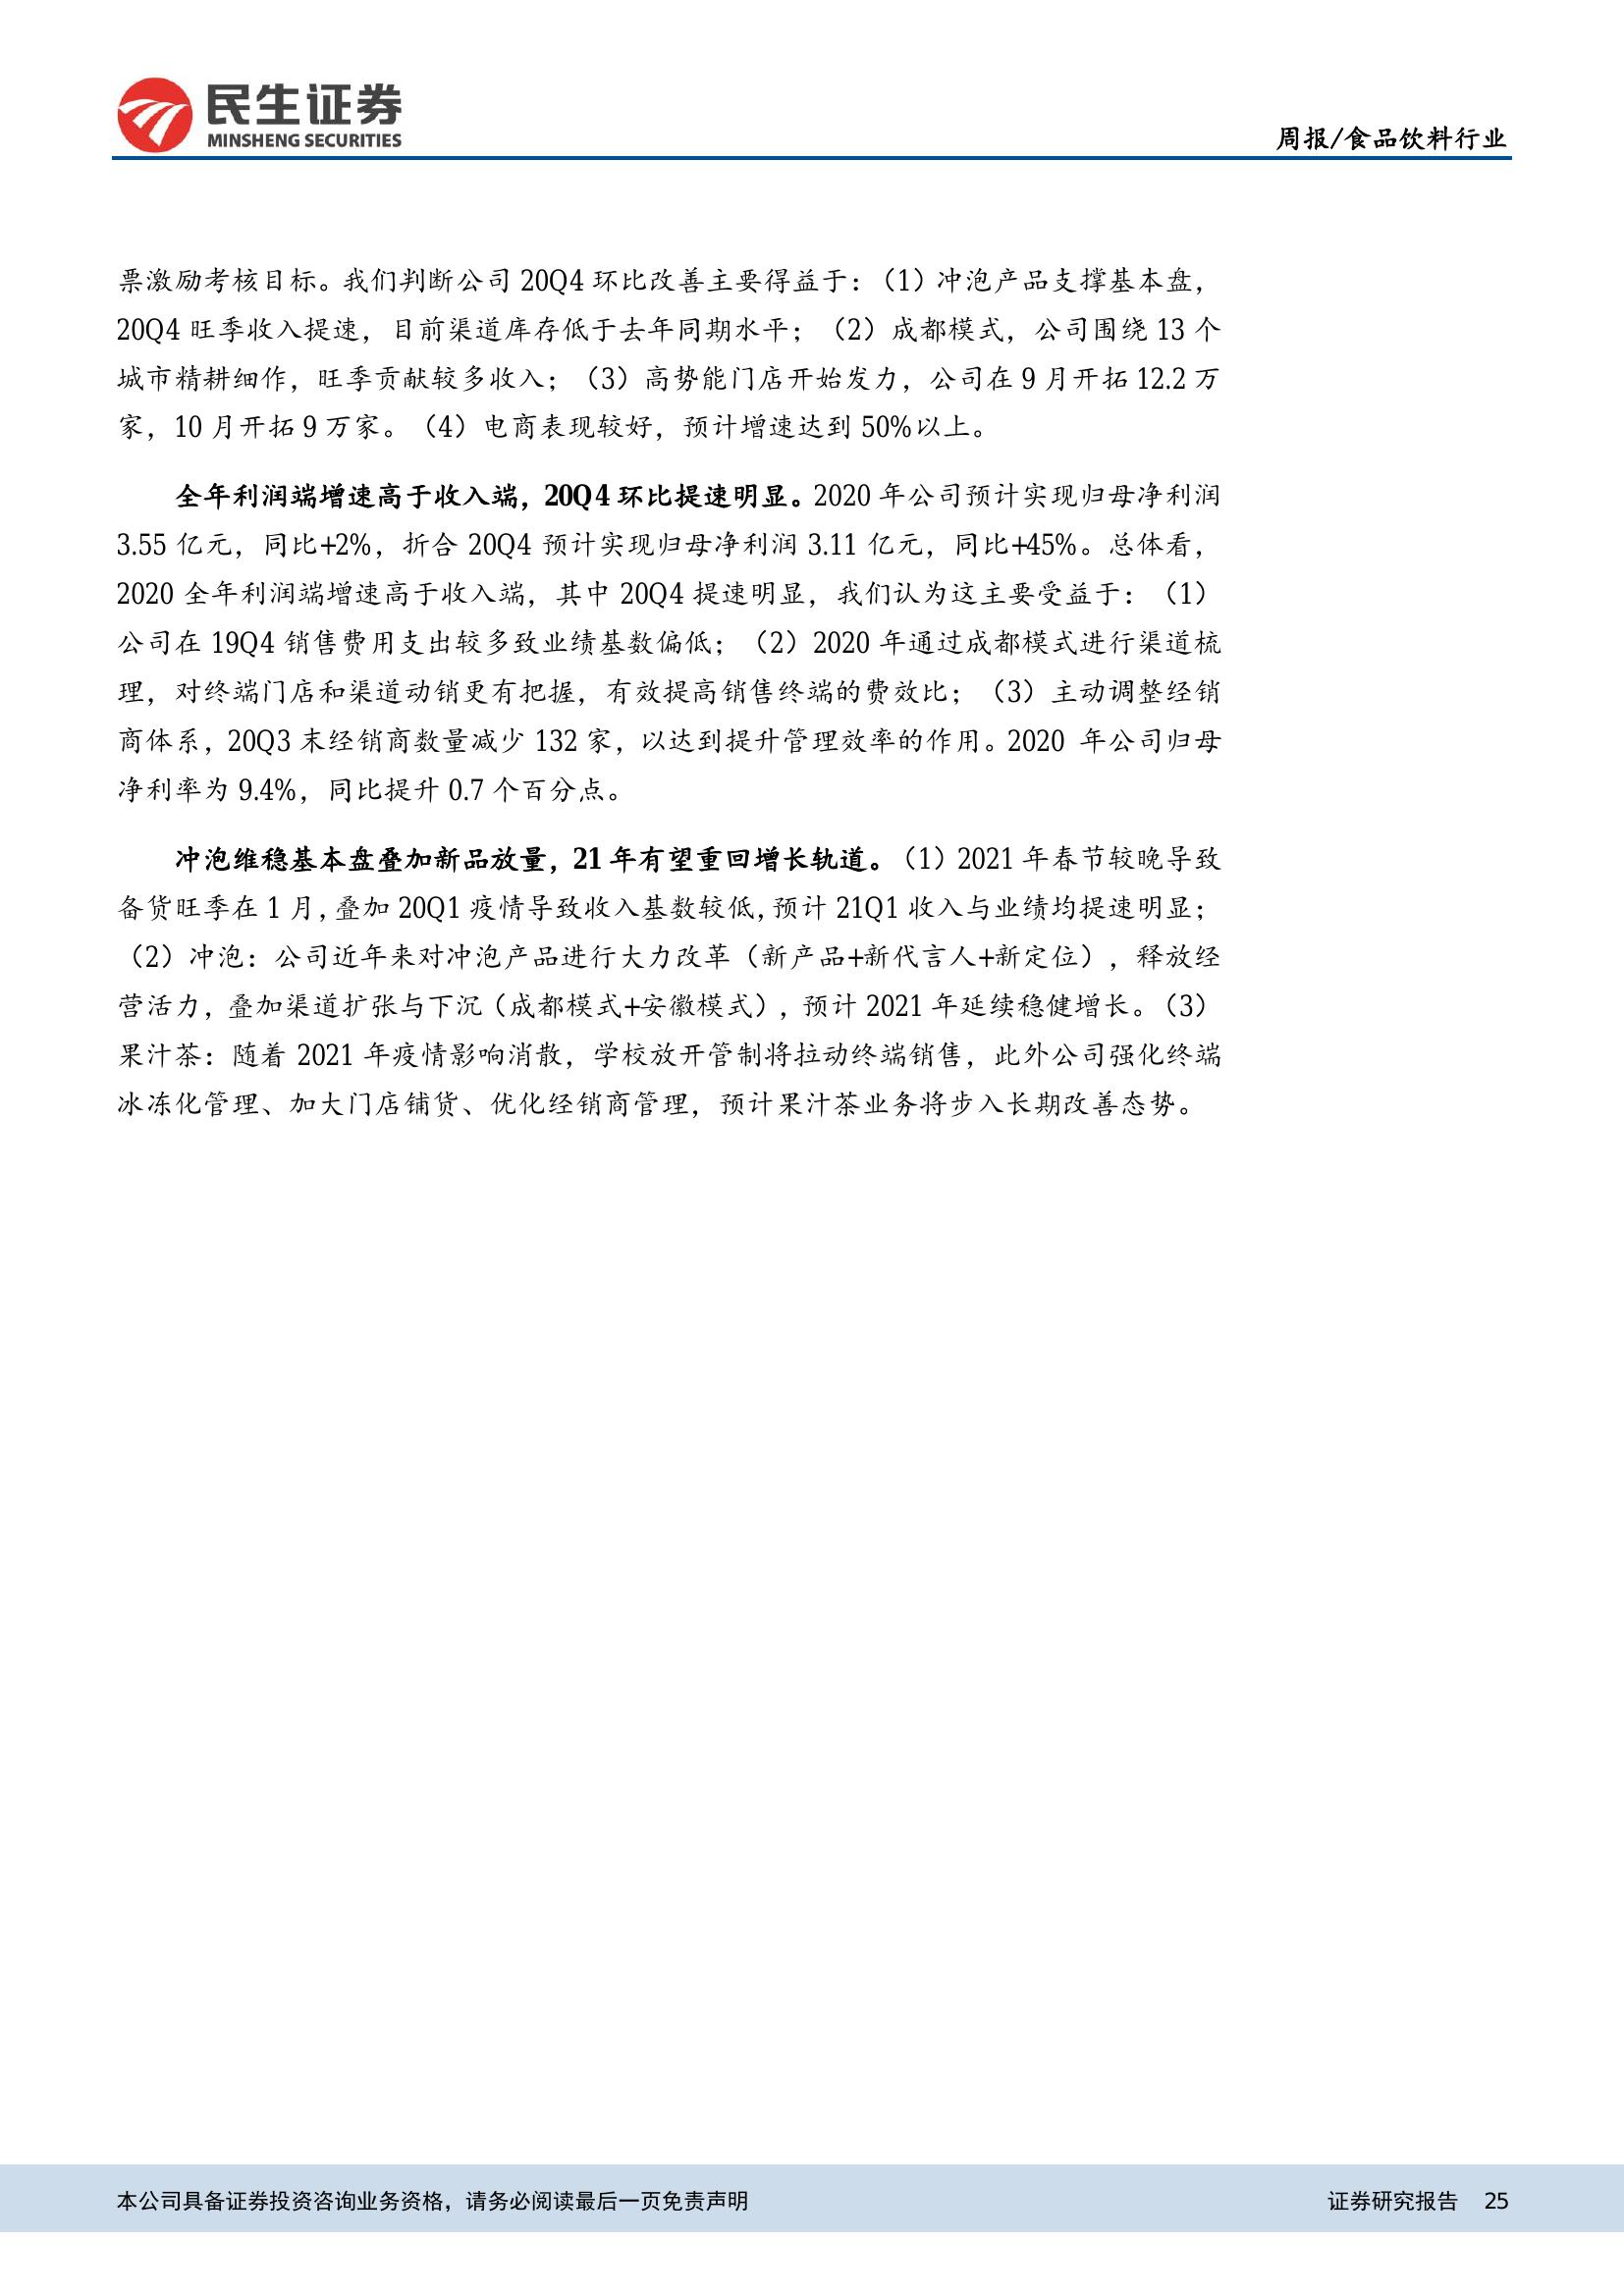 民生证券
MINSHENG SECURITIES
周报/食品饮料行业
票激励考核目标。我们判断公司 20Q4 环比改善主要得益于：（1）冲泡产品支撑基本盘，
20Q4 旺季收入提速，目前渠道库存低于去年同期水平；（2）成都模式，公司围绕 13 个
城市精耕细作，旺季贡献较多收入；（3）高势能门店开始发力，公司在 9 月开拓 12.2 万
家，10 月开拓 9 万家。（4）电商表现较好，预计增速达到 50%以上。
全年利润端增速高于收入端，20Q4 环比提速明显。2020 年公司预计实现归母净利润
3.55 亿元，同比+2%，折合 20Q4 预计实现归母净利润 3.11 亿元，同比+45%。总体看，
2020 全年利润端增速高于收入端，其中 20Q4 提速明显，我们认为这主要受益于：（1）
公司在 19Q4 销售费用支出较多致业绩基数偏低；（2）2020 年通过成都模式进行渠道梳
理，对终端门店和渠道动销更有把握，有效提高销售终端的费效比；（3）主动调整经销
商体系，20Q3 末经销商数量减少 132 家，以达到提升管理效率的作用。2020 年公司归母
净利率为 9.4%，同比提升 0.7 个百分点。
冲泡维稳基本盘叠加新品放量，21 年有望重回增长轨道。（1）2021 年春节较晚导致
备货旺季在 1 月，叠加 20Q1 疫情导致收入基数较低，预计 21Q1 收入与业绩均提速明显；
（2）冲泡：公司近年来对冲泡产品进行大力改革（新产品+新代言人+新定位），释放经
营活力，叠加渠道扩张与下沉（成都模式+安徽模式），预计 2021 年延续稳健增长。（3）
果汁茶：随着 2021 年疫情影响消散，学校放开管制将拉动终端销售，此外公司强化终端
冰冻化管理、加大门店铺货、优化经销商管理，预计果汁茶业务将步入长期改善态势。
本公司具备证券投资咨询业务资格，请务必阅读最后一页免责声明
证券研究报告 25